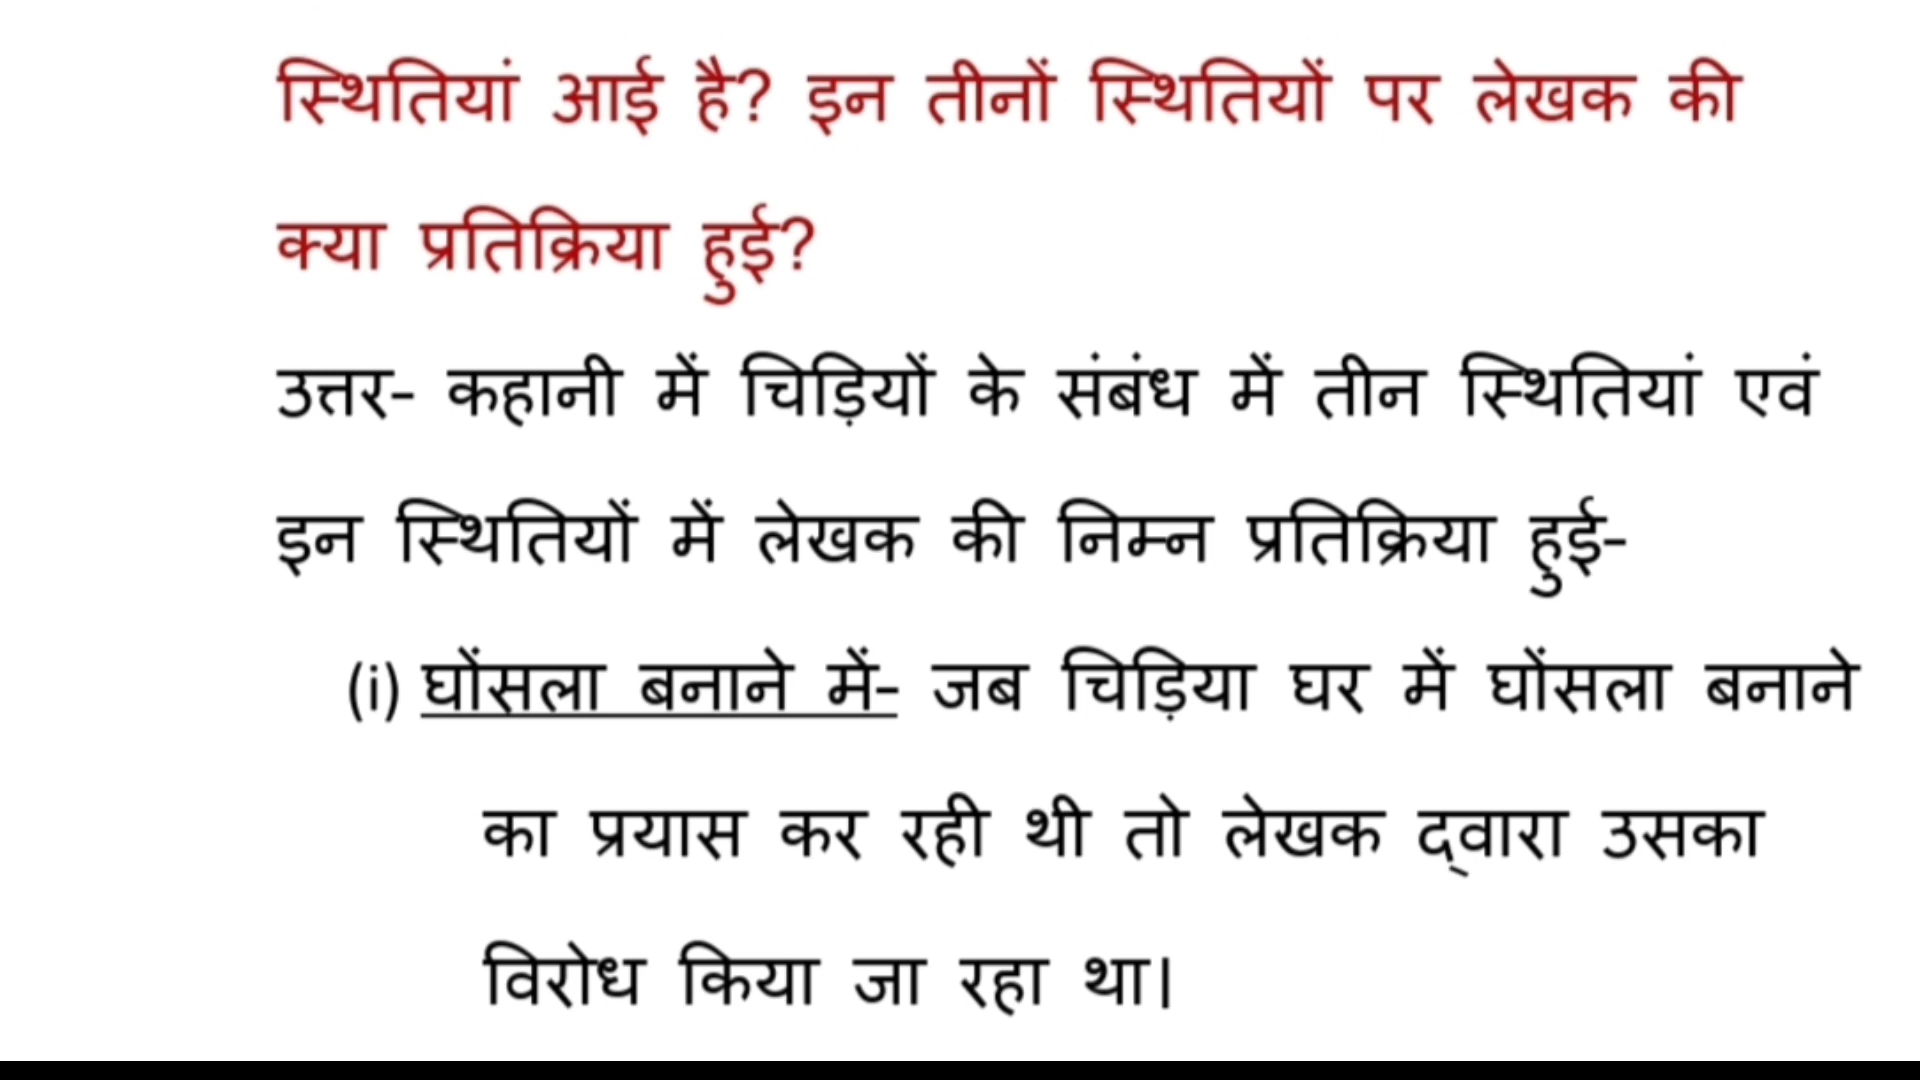 स्थितियां आई है? इन तीनों स्थितियों पर लेखक की
क्या प्रतिक्रिया हुई?
उत्तर- कहानी में चिड़ियों के संबंध में तीन स्थितियां एवं
इन स्थितियों में लेखक की निम्न प्रतिक्रिया हुई-
(i) घोंसला बनाने में- जब चिड़िया घर में घोंसला बनाने
का प्रयास कर रही थी तो लेखक द्वारा उसका
विरोध किया जा रहा था।